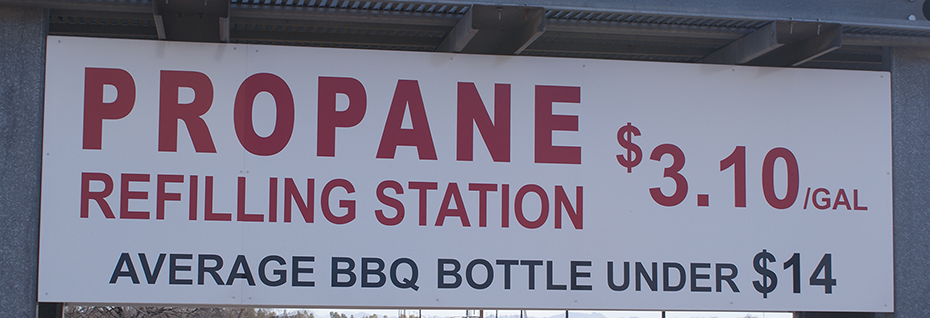 PROPANE
REFILLING STATION
$3.10/GAL
AVERAGE BBQ BOTTLE UNDER $14